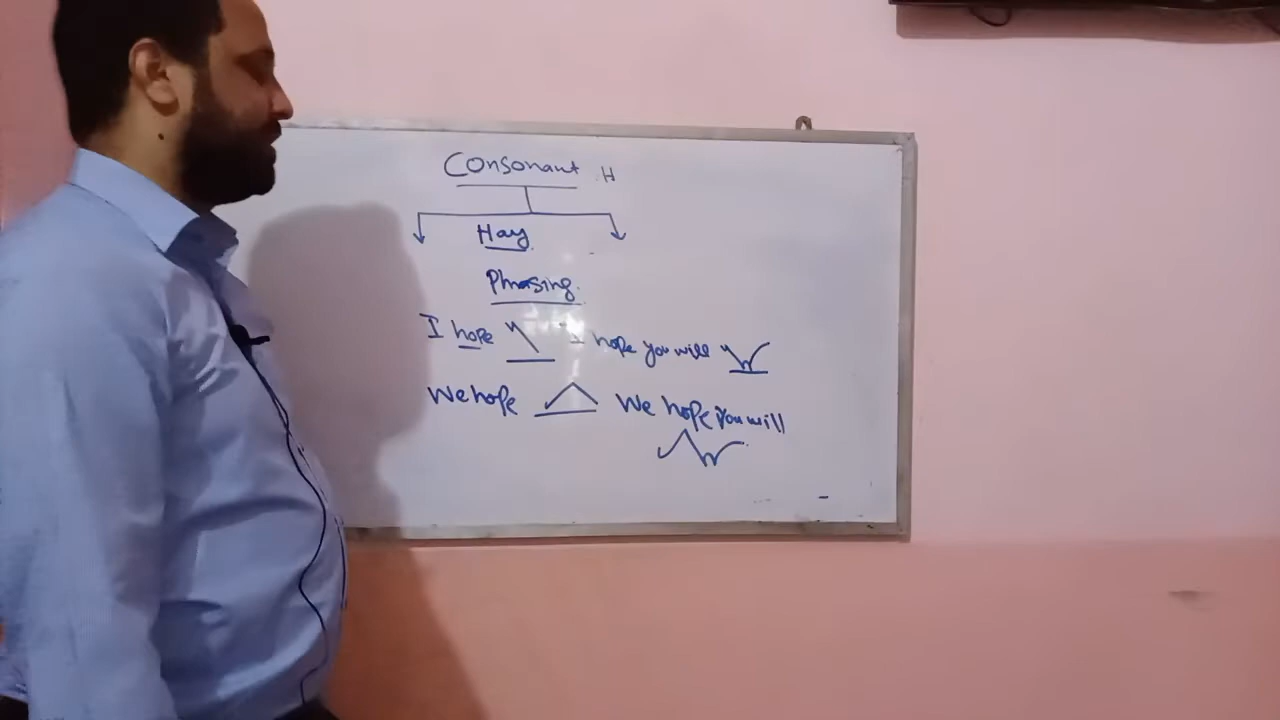 Consonant H
Hay
Phrasing
I hope I hope you will
We hope We hope you will